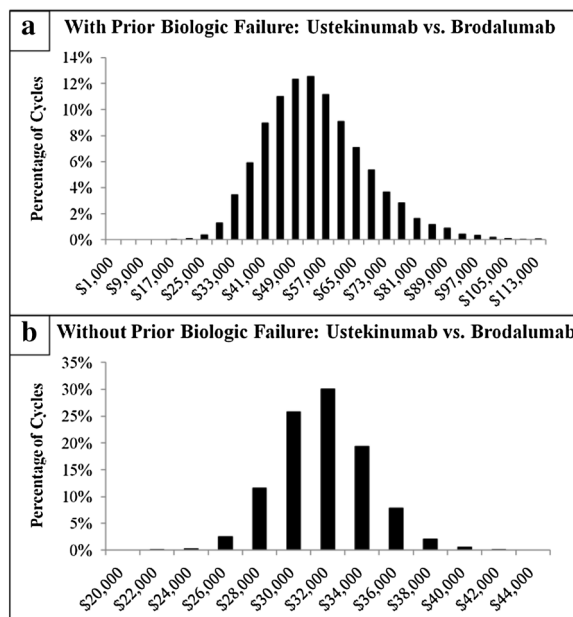 a With Prior Biologic Failure: Ustekinumab vs. Brodalumab
Percentage of Cycles
14%
12%
10%
8%
6%
4%
2%
0%
$1,000 $9,000 $17,000 $25,000 $33,000 $41,000 $49,000 $57,000 $65,000 $73,000 $81,000 $89,000 $97,000 $105,000 $113,000
b Without Prior Biologic Failure: Ustekinumab vs. Brodalumab
Percentage of Cycles
35%
30%
25%
20%
15%
10%
5%
0%
$20,000 $22,000 $24,000 $26,000 $28,000 $30,000 $32,000 $34,000 $36,000 $38,000 $40,000 $42,000 $44,000